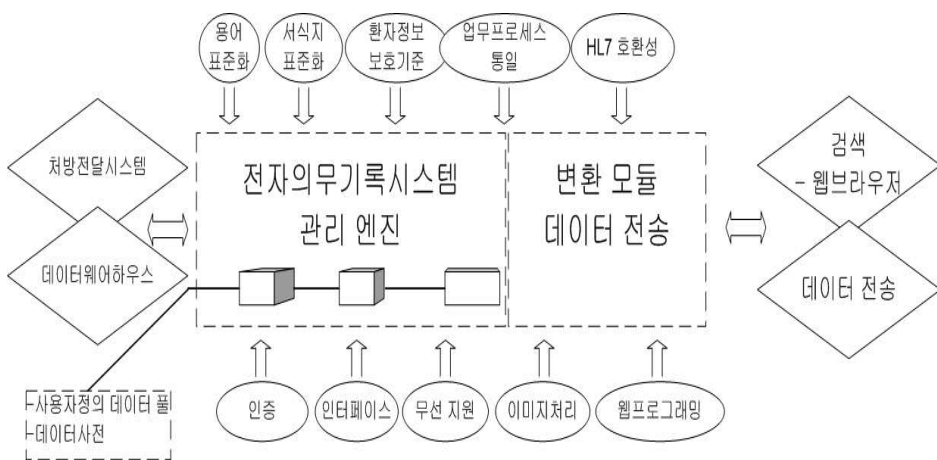 용어
표준화
서식지
표준화
환자정보
보호기준
업무프로세스
통일
HL7 호환성
처방전달시스템
데이터웨어하우스
전자의무기록시스템
관리 엔진
변환 모듈
데이터 전송
검색
- 웹브라우저
데이터 전송
사용자정의 데이터 풀
데이터사전
인증
인터페이스
무선 지원
이미지처리
웹프로그래밍